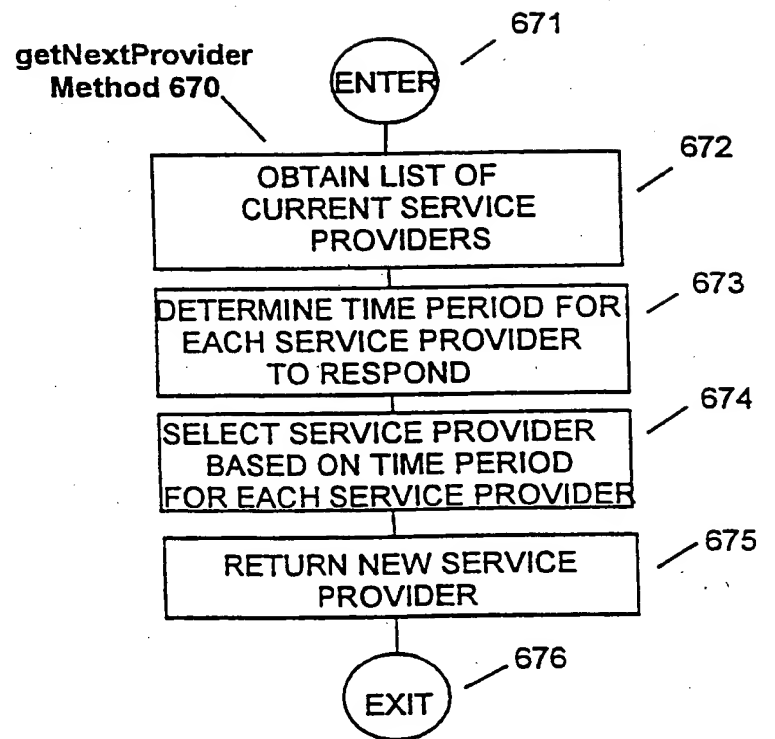 getNextProvider
Method 670
671
ENTER
672
OBTAIN LIST OF
CURRENT SERVICE
PROVIDERS
673
DETERMINE TIME PERIOD FOR
EACH SERVICE PROVIDER
TO RESPOND
674
SELECT SERVICE PROVIDER
BASED ON TIME PERIOD
FOR EACH SERVICE PROVIDER
675
RETURN NEW SERVICE
PROVIDER
676
EXIT